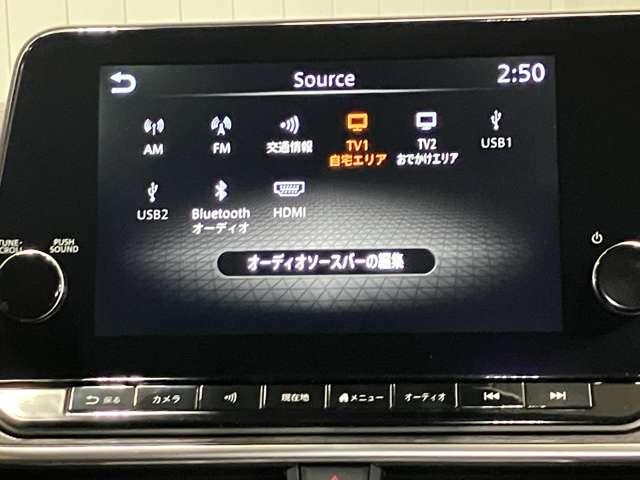 Source
2:50
AM
FM
交通情報
TV1
自宅エリア
TV2
おでかけエリア
USB1
USB2
Bluetooth
オーディオ
HDMI
TUNE･
SCROLL
PUSH
SOUND
オーディオソースバーの編集
戻る
カメラ
現在地
メニュー
オーディオ